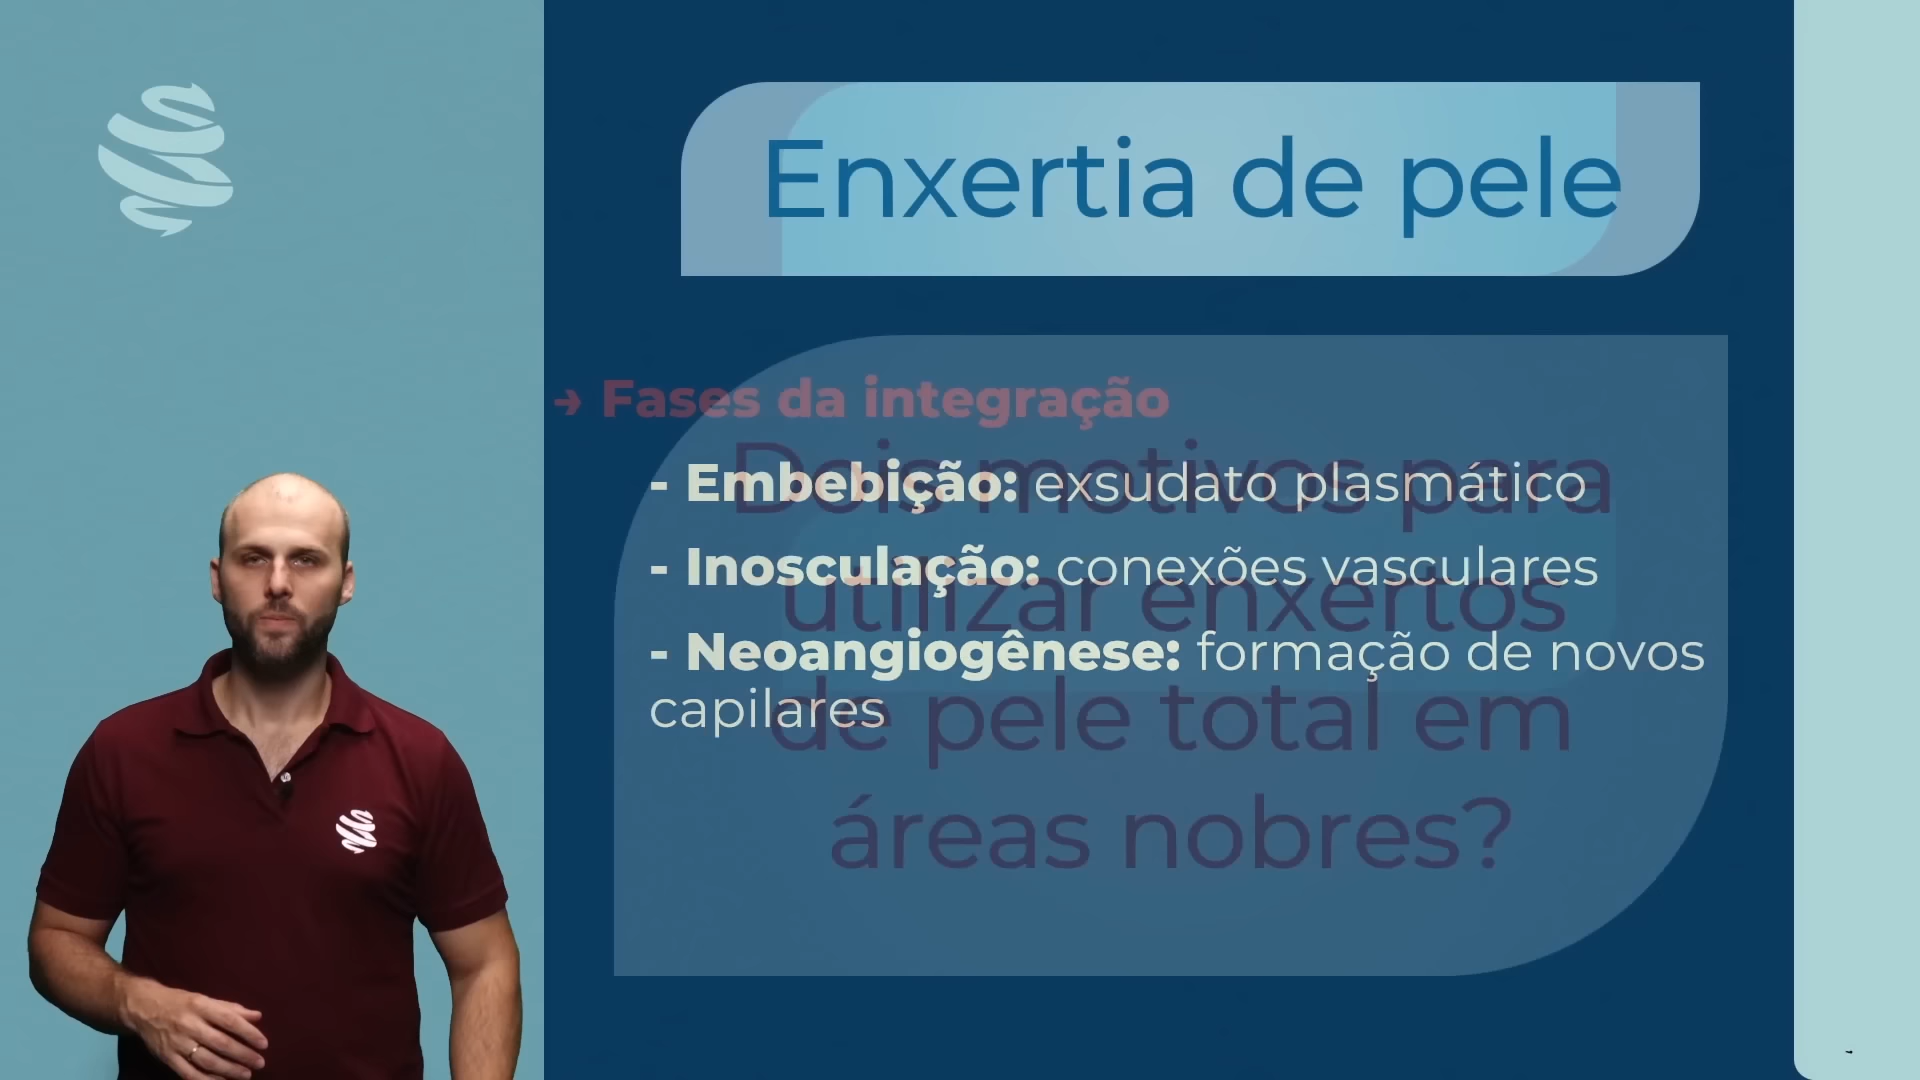 Enxertia de pele
→ Fases da integração
- Embebição: exsudato plasmático
- Inosculação: conexões vasculares
- Neoangiogênese: formação de novos
capilares
Dois motivos para
utilizar enxertos
de pele total em
áreas nobres?